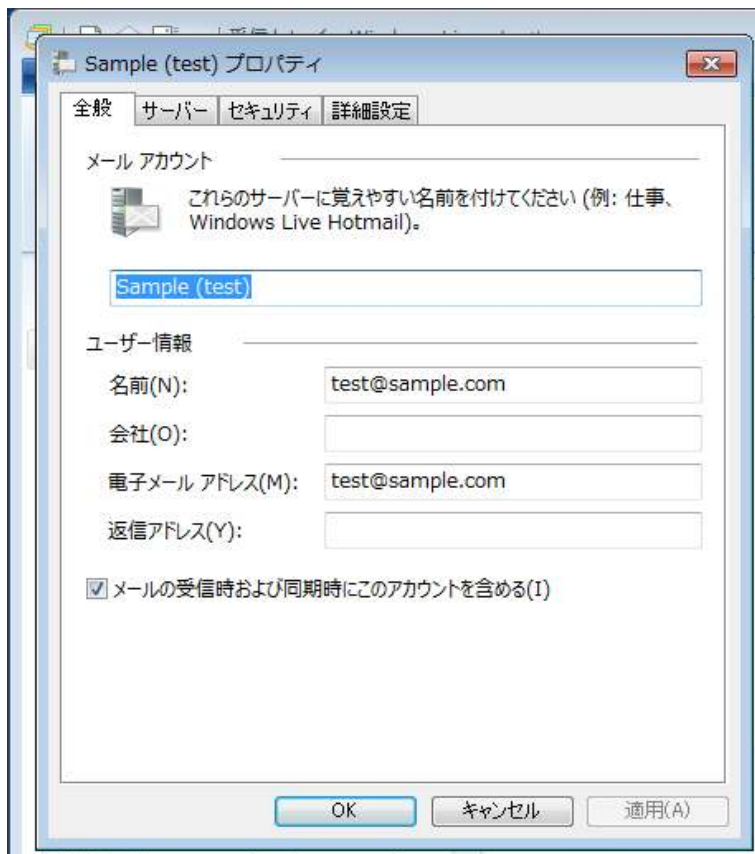 Sample (test) プロパティ
全般 サーバー セキュリティ 詳細設定
メール アカウント
これらのサーバーに覚えやすい名前を付けてください (例: 仕事、
Windows Live Hotmail)。
Sample (test)
ユーザー情報
名前(N): test@sample.com
会社(O):
電子メール アドレス(M): test@sample.com
返信アドレス(Y):
メールの受信時および同期時にこのアカウントを含める(I)
OK キャンセル 適用(A)